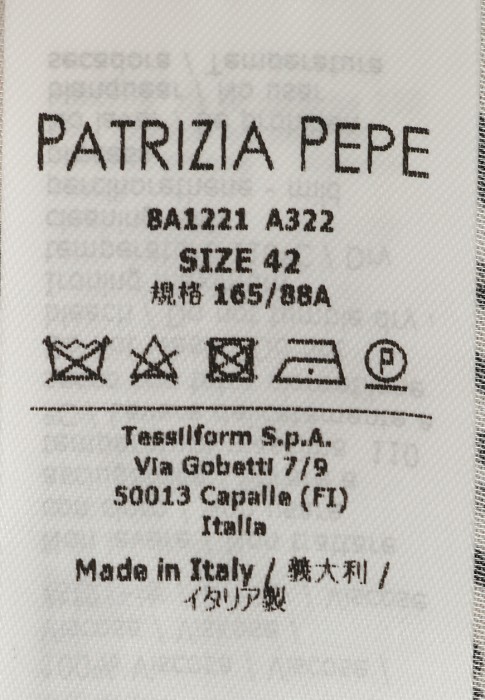 PATRIZIA PEPE
8A1221 A322
SIZE 42
規格 165/88A
P
Tessilform S.p.A.
Via Gobetti 7/9
50013 Capalle (FI)
Italia
Made in Italy / 義大利 /
イタリア製